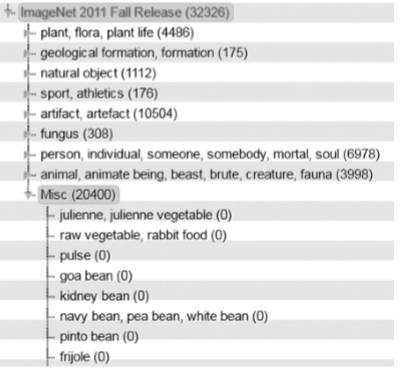 ImageNet 2011 Fall Release (32326)
plant, flora, plant life (4486)
geological formation, formation (175)
natural object (1112)
sport, athletics (176)
artifact, artefact (10504)
fungus (308)
person, individual, someone, somebody, mortal, soul (6978)
animal, animate being, beast, brute, creature, fauna (3998)
Misc (20400)
julienne, julienne vegetable (0)
raw vegetable, rabbit food (0)
pulse (0)
goa bean (0)
kidney bean (0)
navy bean, pea bean, white bean (0)
pinto bean (0)
frijole (0)